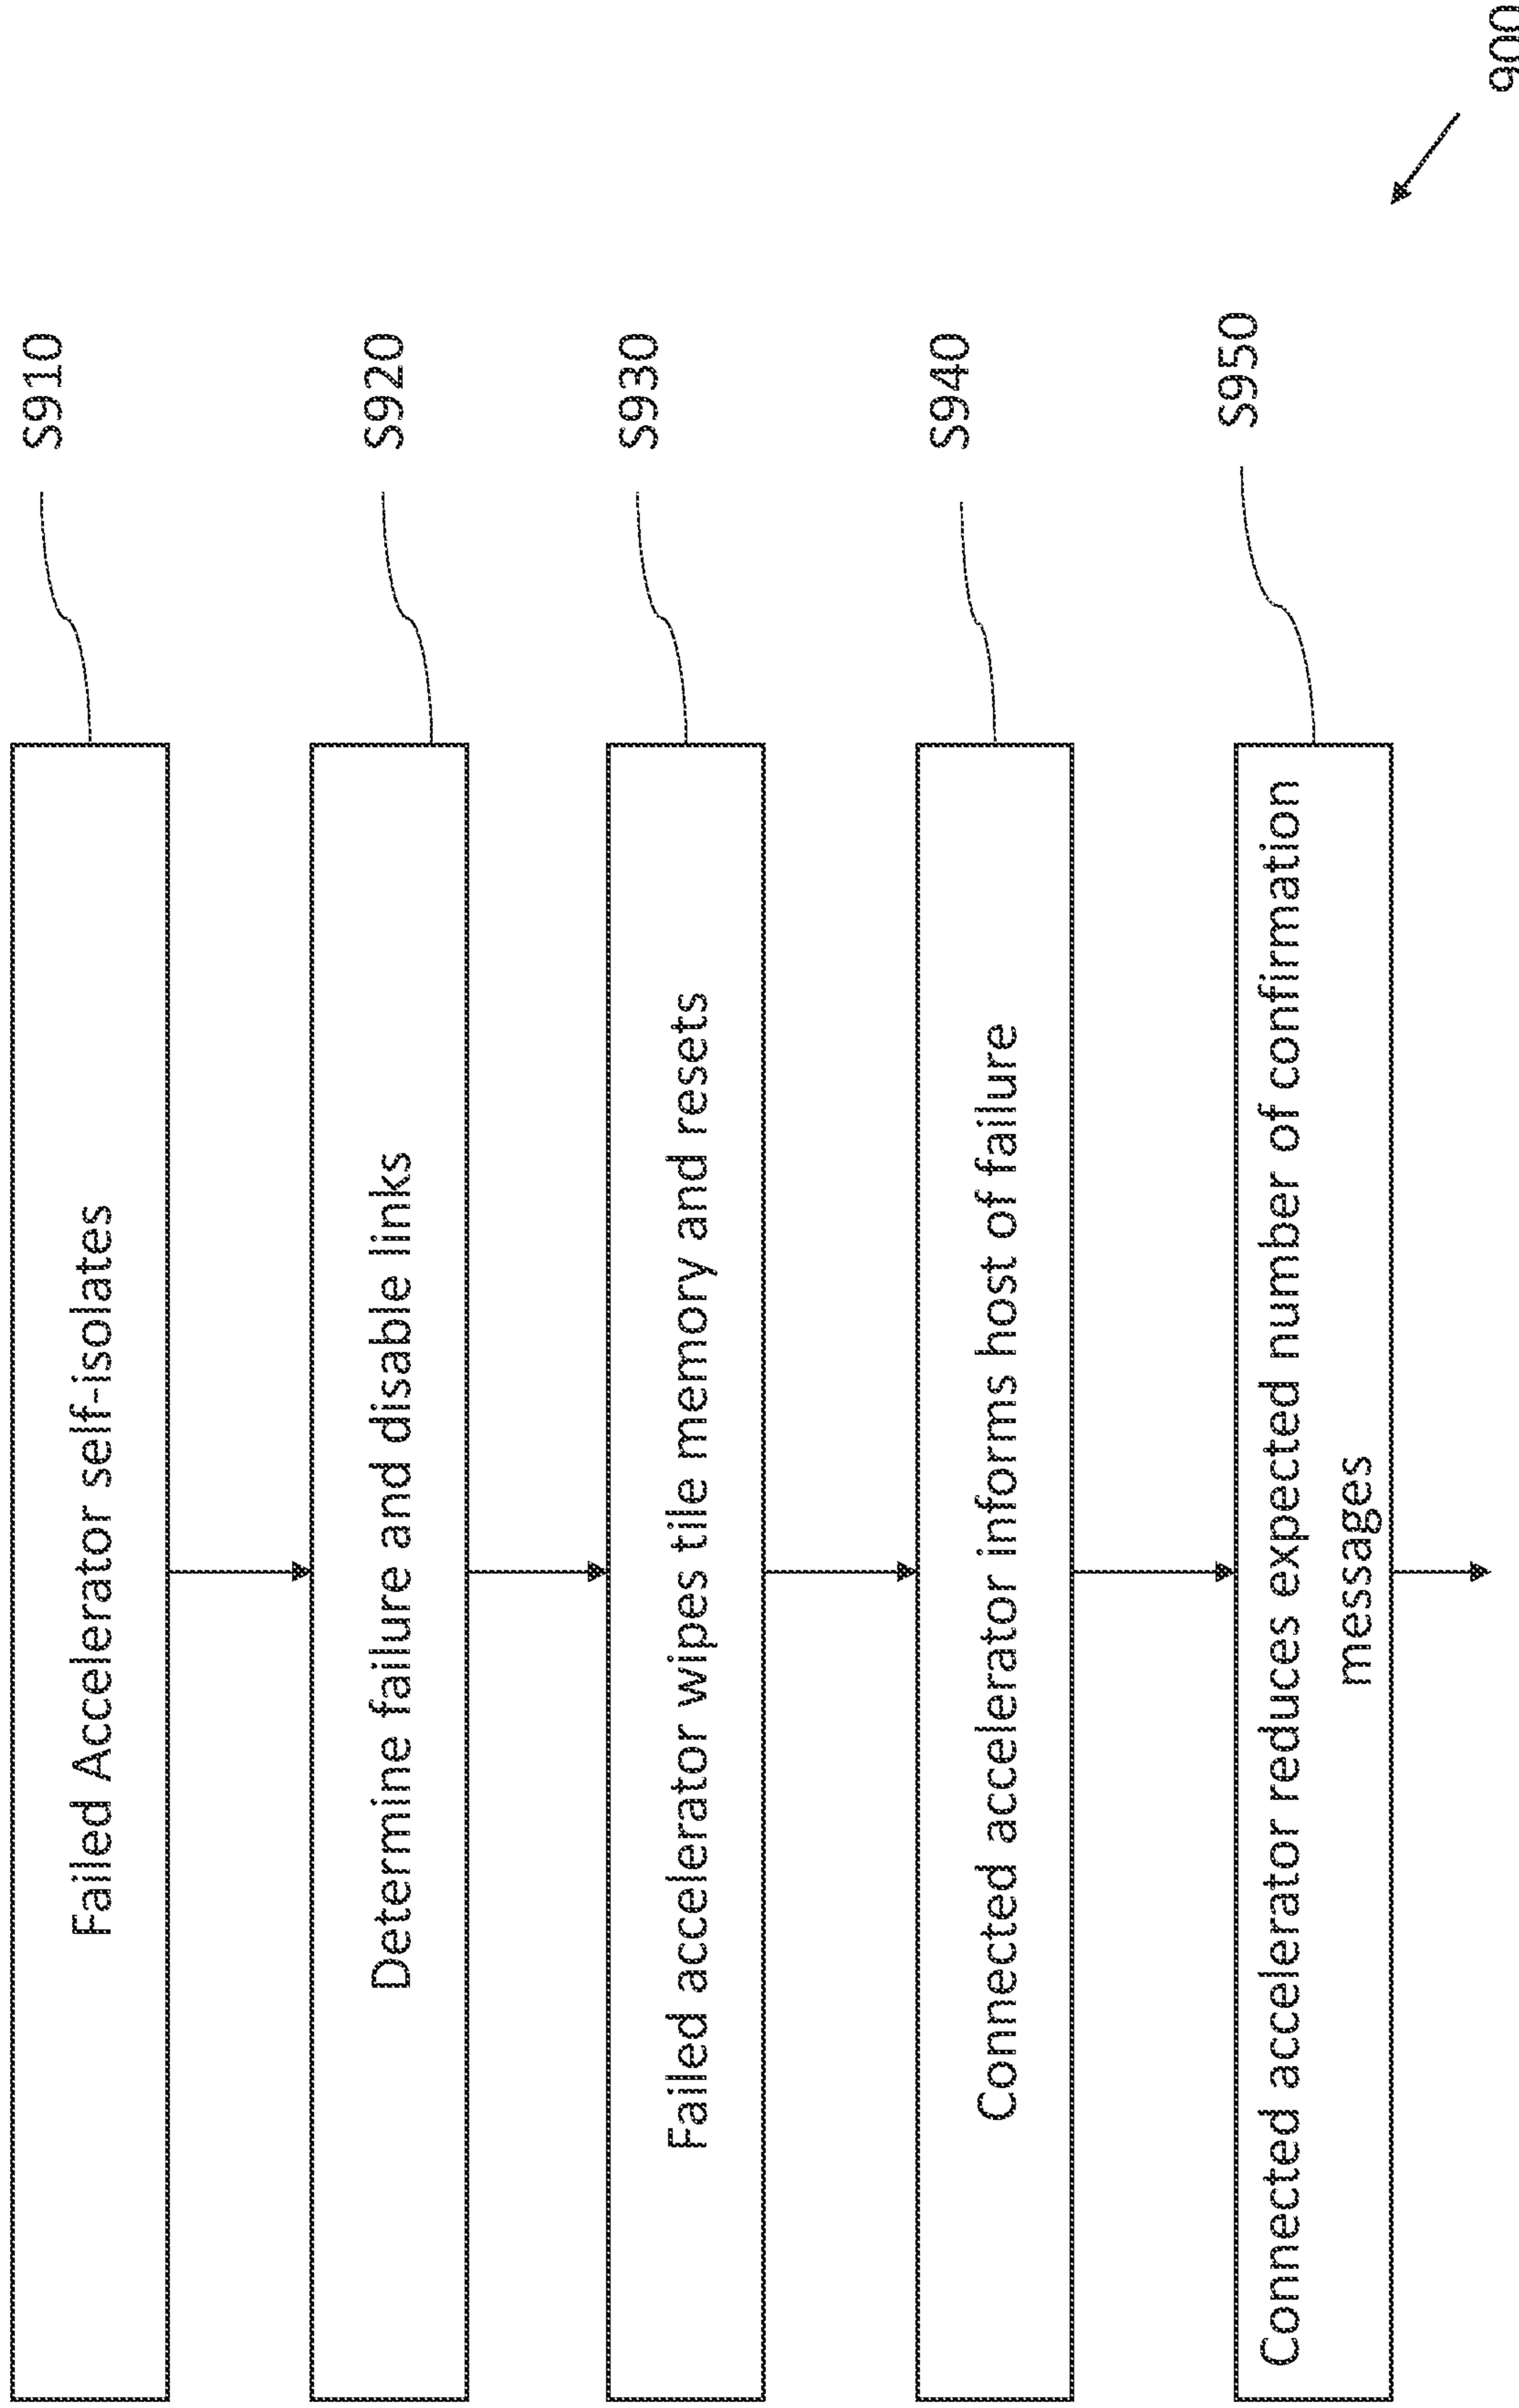 Failed Accelerator self-isolates
S910
Determine failure and disable links
S920
Failed accelerator wipes tile memory and resets
S930
Connected accelerator informs host of failure
S940
Connected accelerator reduces expected number of confirmation
messages
S950
900